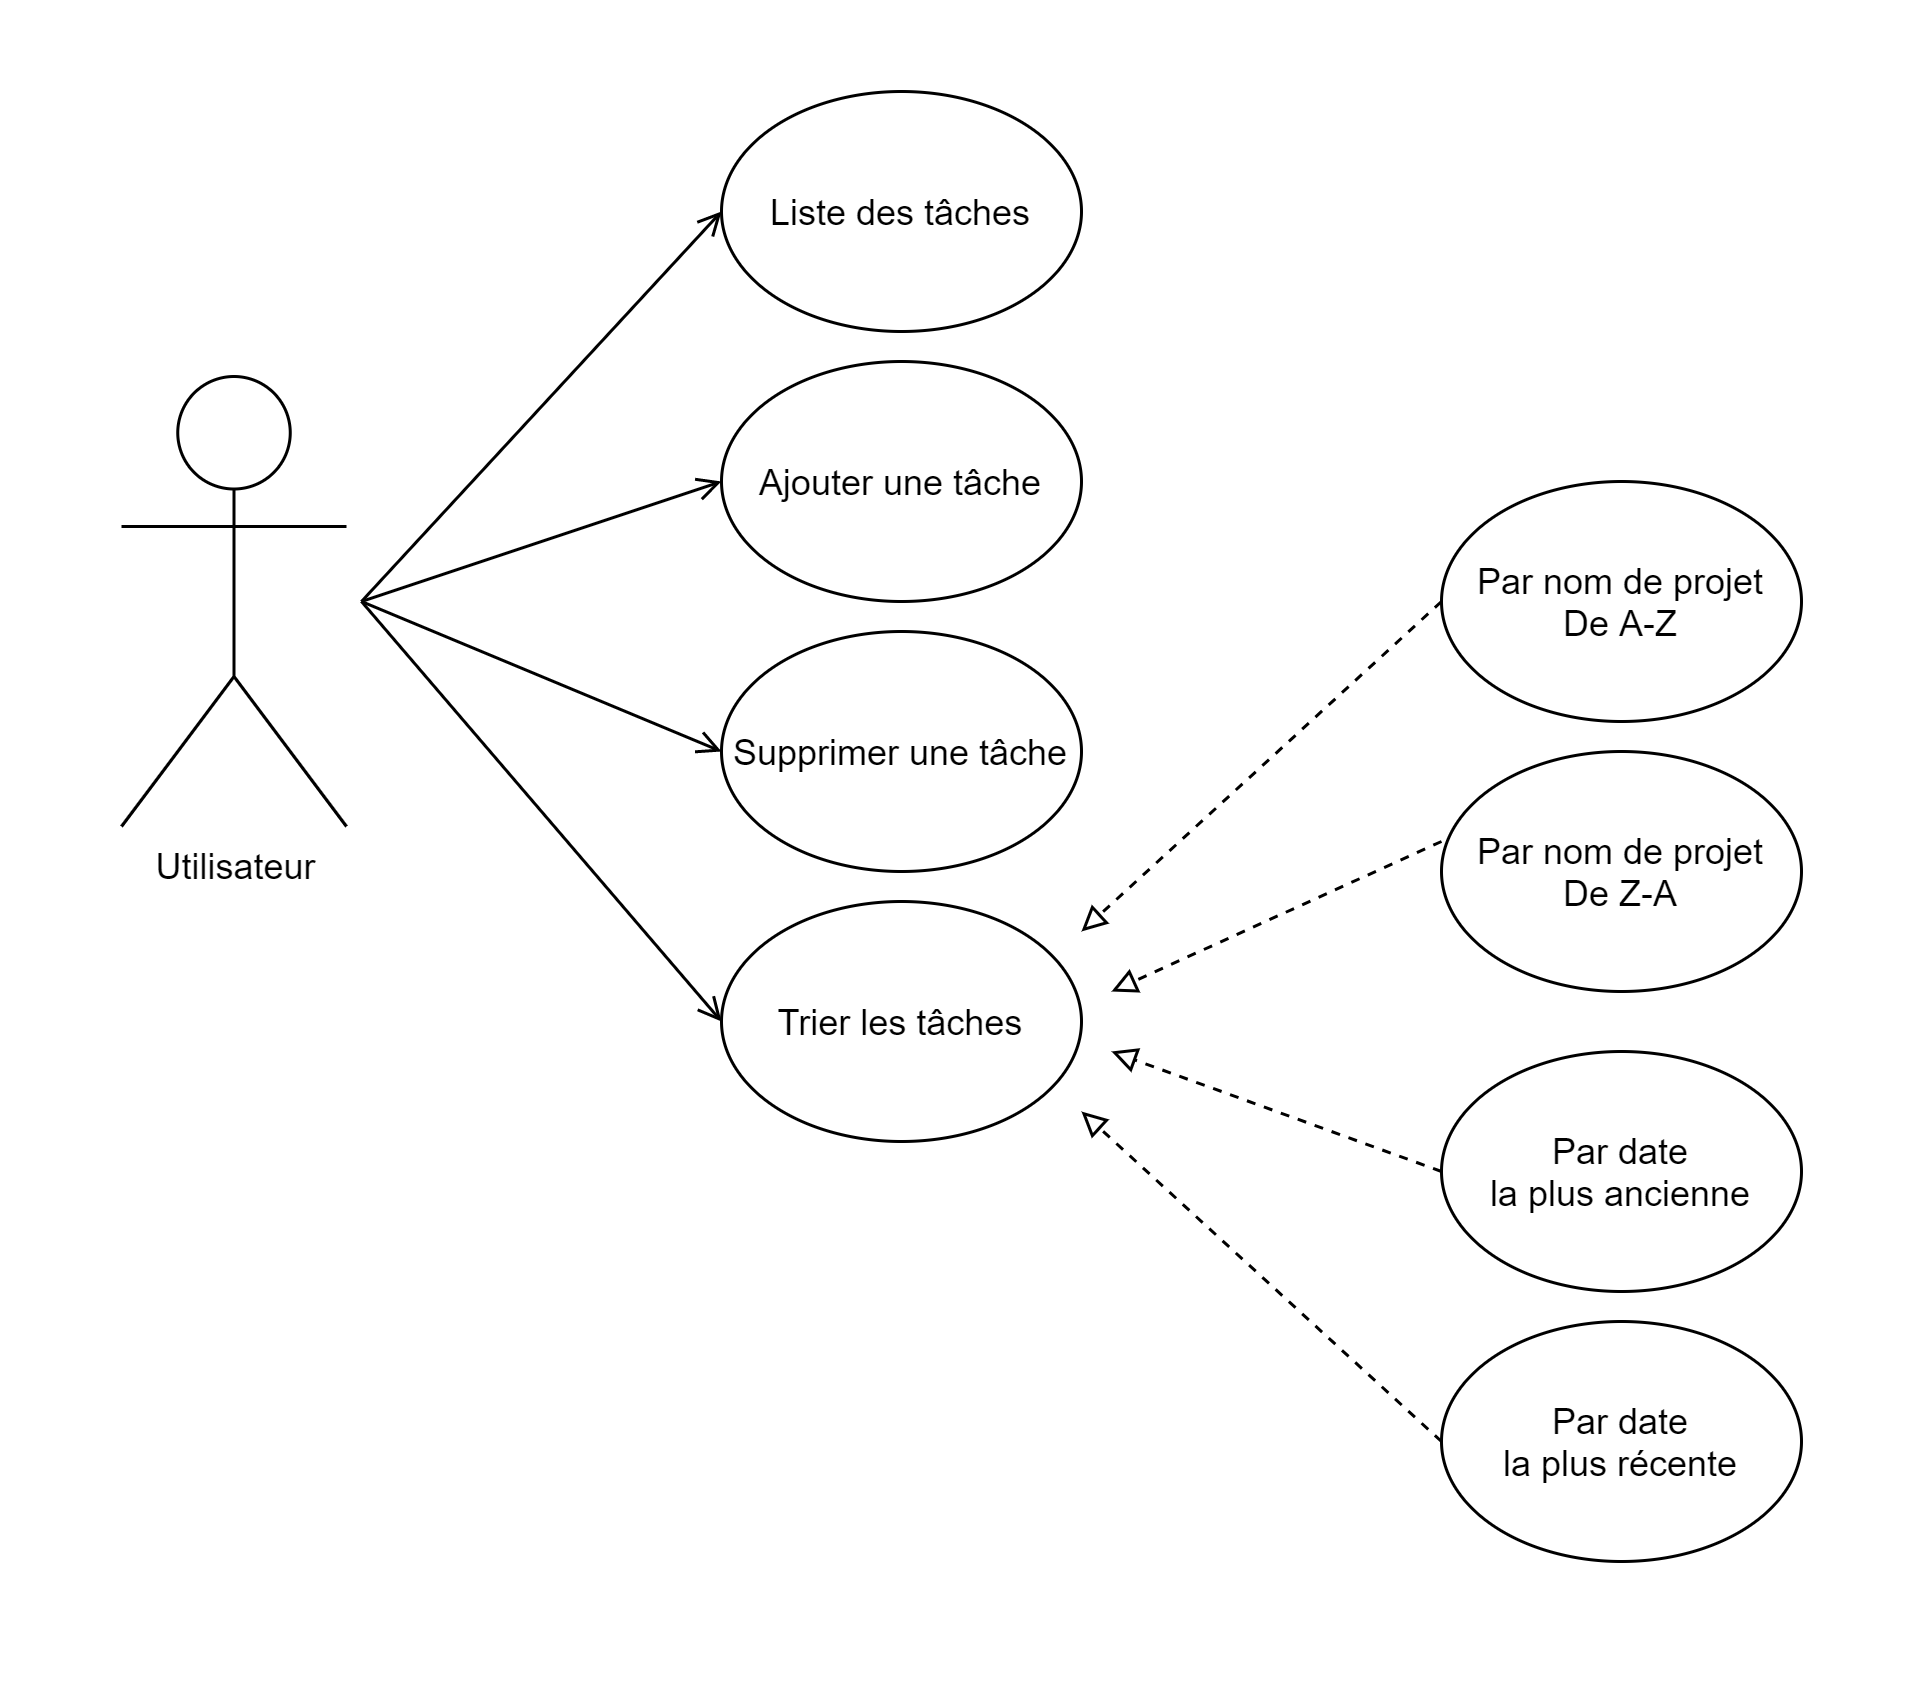 Liste des tâches
Ajouter une tâche
Supprimer une tâche
Trier les tâches
Utilisateur
Par nom de projet
De A-Z
Par nom de projet
De Z-A
Par date
la plus ancienne
Par date
la plus récente